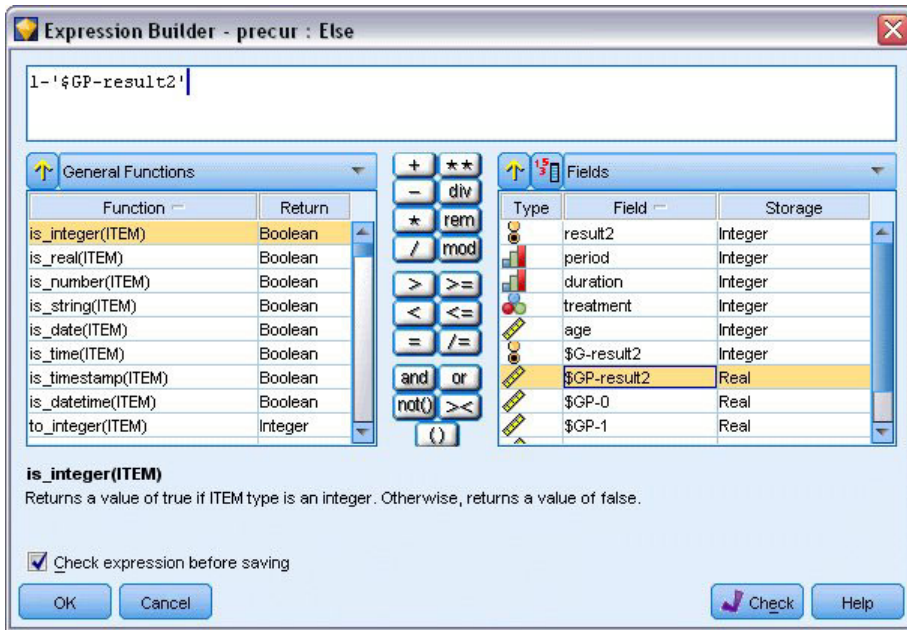 Expression Builder - precur : Else
1-'$GP-result2'
General Functions
Function Return
is_integer(ITEM) Boolean
is_real(ITEM) Boolean
is_number(ITEM) Boolean
is_string(ITEM) Boolean
is_date(ITEM) Boolean
is_time(ITEM) Boolean
is_timestamp(ITEM) Boolean
is_datetime(ITEM) Boolean
to_integer(ITEM) Integer
+ **
- div
* rem
/ mod
> >=
< <=
= /=
and or
not() ><
()
Fields
Type Field Storage
result2 Integer
period Integer
duration Integer
treatment Integer
age Integer
$G-result2 Integer
$GP-result2 Real
$GP-0 Real
$GP-1 Real
is_integer(ITEM)
Returns a value of true if ITEM type is an integer. Otherwise, returns a value of false.
Check expression before saving
OK Cancel Check Help